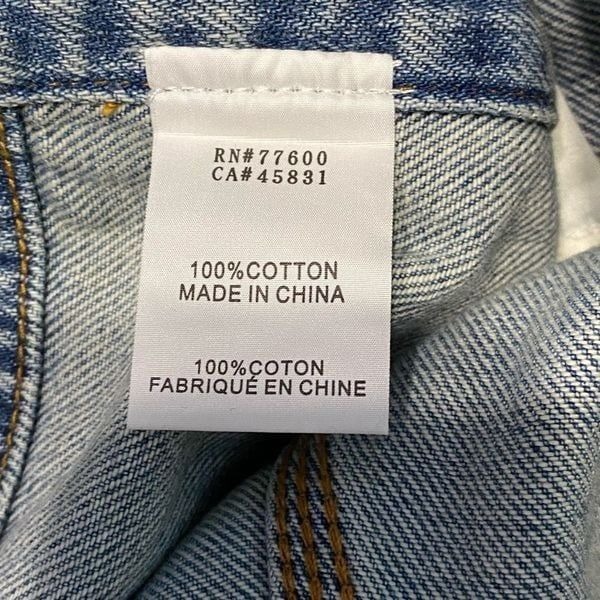 RN#77600
CA#45831
100%COTTON
MADE IN CHINA
100%COTON
FABRIQUÉ EN CHINE